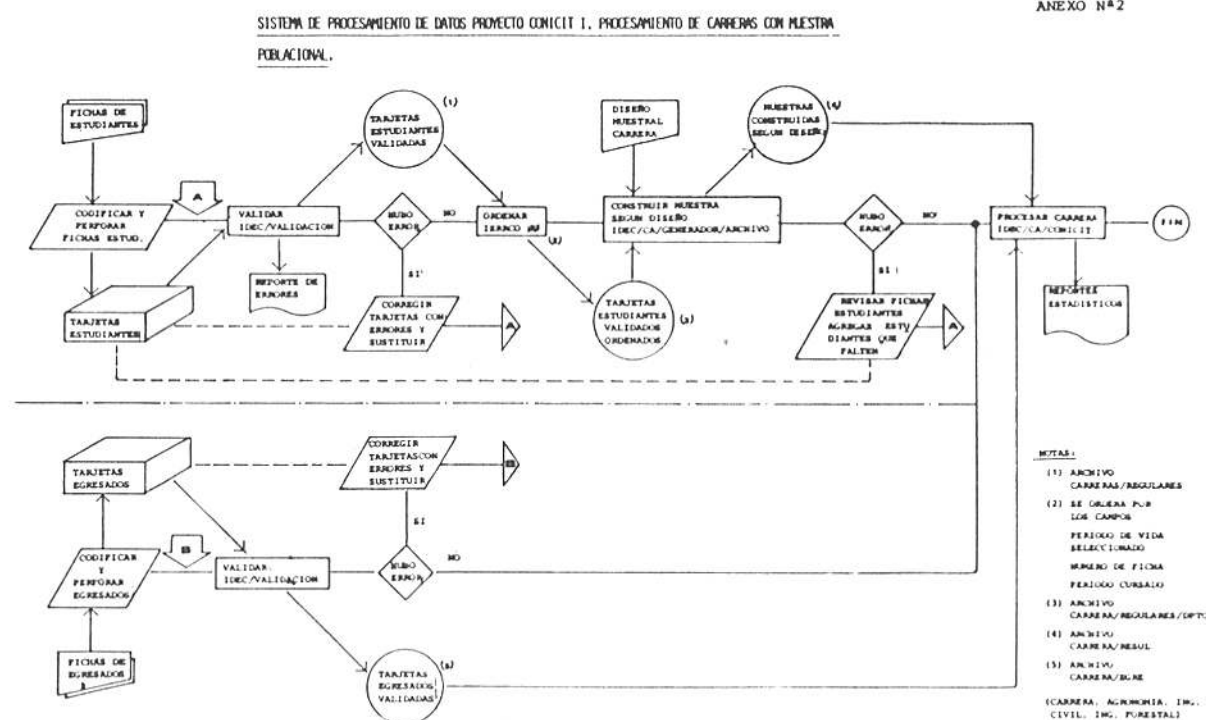 ANEXO Nª2
SISTEMA DE PROCESAMIENTO DE DATOS PROYECTO CONICIT I. PROCESAMIENTO DE CARRERAS CON MUESTRA
POBLACIONAL.
FICHAS DE
ESTUDIANTES
CODIFICAR Y
PERFORAR
FICHAS ESTUD.
A
TARJETAS
ESTUDIANTES
VALIDAR
IDEC/VALIDACION
REPORTE DE
ERRORES
(1)
TARJETAS
ESTUDIANTES
VALIDADAS
HUBO
ERROR
NO
SI
CORREGIR
TARJETAS CON
ERRORES Y
SUSTITUIR
A
ORDENAR
(2)
TARJETAS
ESTUDIANTES
VALIDADOS
ORDENADOS
(3)
DISEÑO
MUESTRAL
CARRERA
CONSTRUIR MUESTRA
SEGUN DISEÑO
IDEC/CA/GENERADOR/ARCHIVO
(4)
MUESTRAS
CONSTRUIDAS
SEGUN DISEÑO
HUBO
ERROR
NO
SI
REVISAR FICHAS
ESTUDIANTES
AGREGAR ESTU
DIANTES QUE
FALTEN
A
PROCESAR CARRERA
IDEC/CA/CONICIT
FIN
REPORTES
ESTADISTICOS
TARJETAS
EGRESADOS
CORREGIR
TARJETAS CON
ERRORES Y
SUSTITUIR
B
SI
CODIFICAR
Y
PERFORAR
EGRESADOS
B
VALIDAR.
IDEC/VALIDACION
HUBO
ERROR
NO
FICHAS DE
EGRESADOS
TARJETAS
EGRESADOS
VALIDADAS
(5)
NOTAS:
(1) ARCHIVO
CARRERAS/REGULARES
(2) SE ORDENA POR
LOS CAMPOS
PERIODO DE VIDA
SELECCIONADO
NUMERO DE FICHA
PERIODO CURSADO
(3) ARCHIVO
CARRERA/REGULARES/DPTO
(4) ARCHIVO
CARRERA/RESUL
(5) ARCHIVO
CARRERA/EGRE
(CARRERA, AGRONOMIA, ING.
CIVIL, ING. FORESTAL)